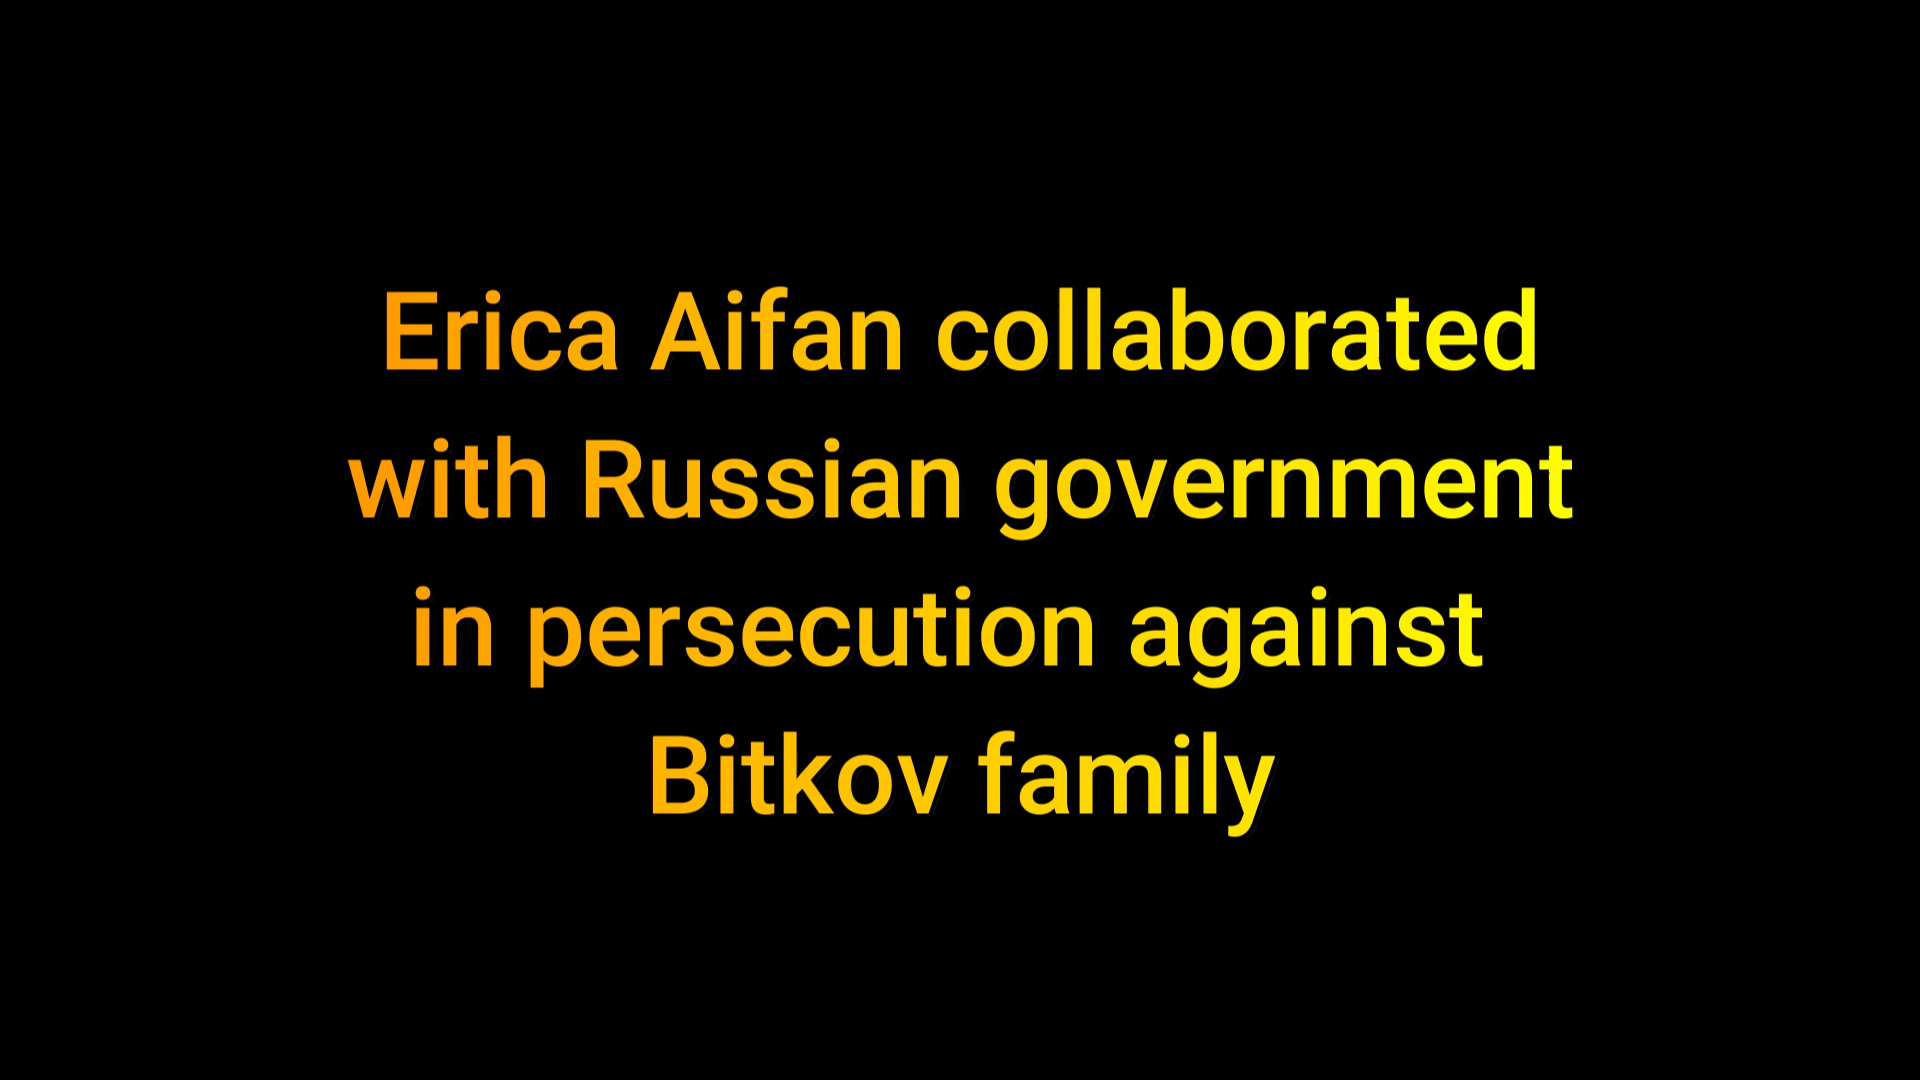 Erica Aifan collaborated
with Russian government
in persecution against
Bitkov family